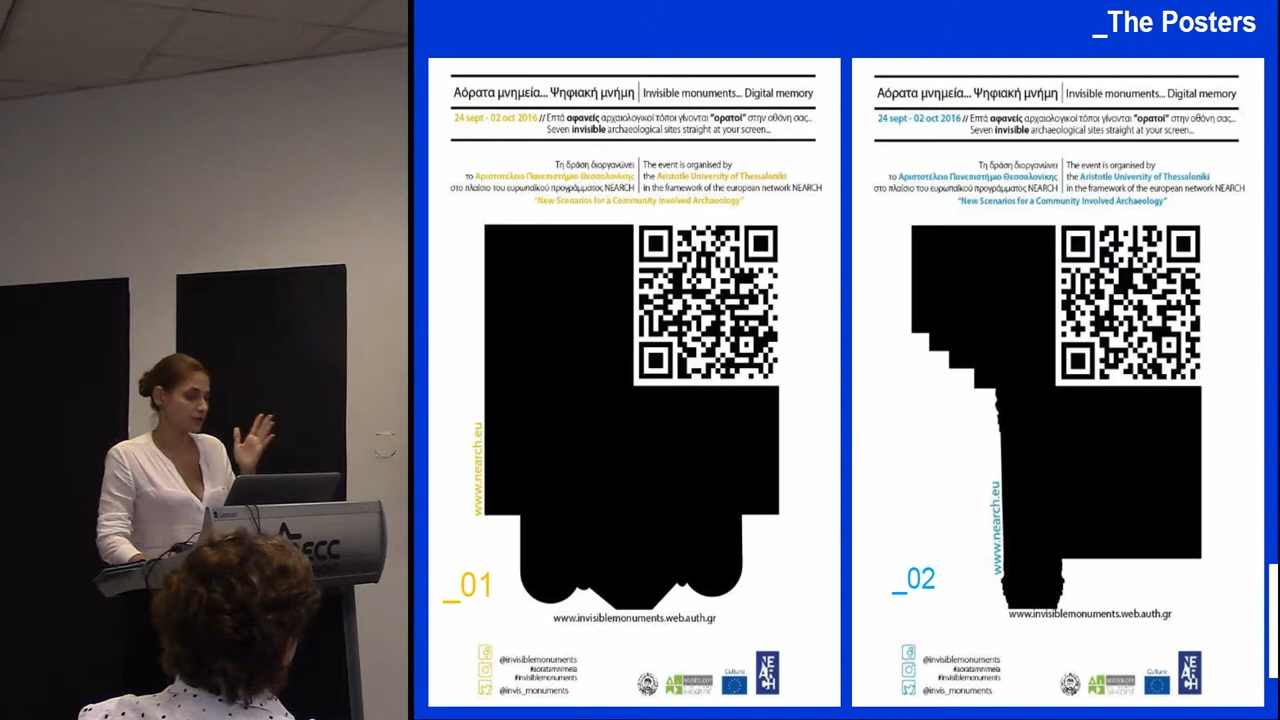 _The Posters
Αόρατα μνημεία... Ψηφιακή μνήμη | Invisible monuments... Digital memory
24 sept - 02 oct 2016 // Επτά αφανείς αρχαιολογικοί τόποι γίνονται "ορατοί" στην οθόνη σας...
Seven invisible archaeological sites straight at your screen...
Τη δράση διοργανώνει | The event is organised by
το Αριστοτέλειο Πανεπιστήμιο Θεσσαλονίκης | the Aristotle University of Thessaloniki
στο πλαίσιο του ευρωπαϊκού προγράμματος NEARCH | in the framework of the european network NEARCH
"New Scenarios for a Community Involved Archaeology"
www.nearch.eu
_01
www.invisiblemonuments.web.auth.gr
@invisiblemonuments
#aoratamnimeia
#invisiblemonuments
@invis_monuments
MUSEOLOGY
Culture
NEARCH
Αόρατα μνημεία... Ψηφιακή μνήμη | Invisible monuments... Digital memory
24 sept - 02 oct 2016 // Επτά αφανείς αρχαιολογικοί τόποι γίνονται "ορατοί" στην οθόνη σας...
Seven invisible archaeological sites straight at your screen...
Τη δράση διοργανώνει | The event is organised by
το Αριστοτέλειο Πανεπιστήμιο Θεσσαλονίκης | the Aristotle University of Thessaloniki
στο πλαίσιο του ευρωπαϊκού προγράμματος NEARCH | in the framework of the european network NEARCH
"New Scenarios for a Community Involved Archaeology"
www.nearch.eu
_02
www.invisiblemonuments.web.auth.gr
@invisiblemonuments
#aoratamnimeia
#invisiblemonuments
@invis_monuments
Culture
NEARCH